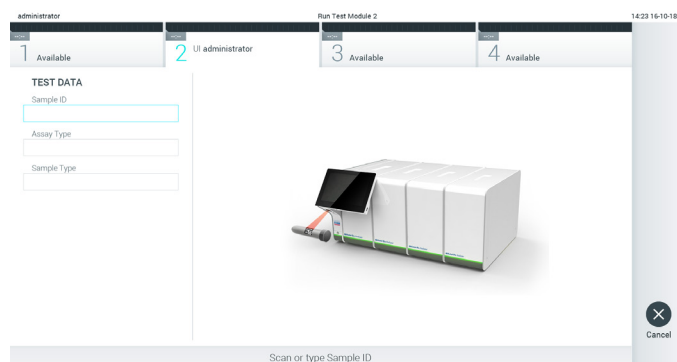 administrator
Run Test Module 2
14:23 16-10-18
--:--
--:--
--:--
--:--
1 Available
2 UI administrator
3 Available
4 Available
TEST DATA
Sample ID
Assay Type
Sample Type
Cancel
Scan or type Sample ID